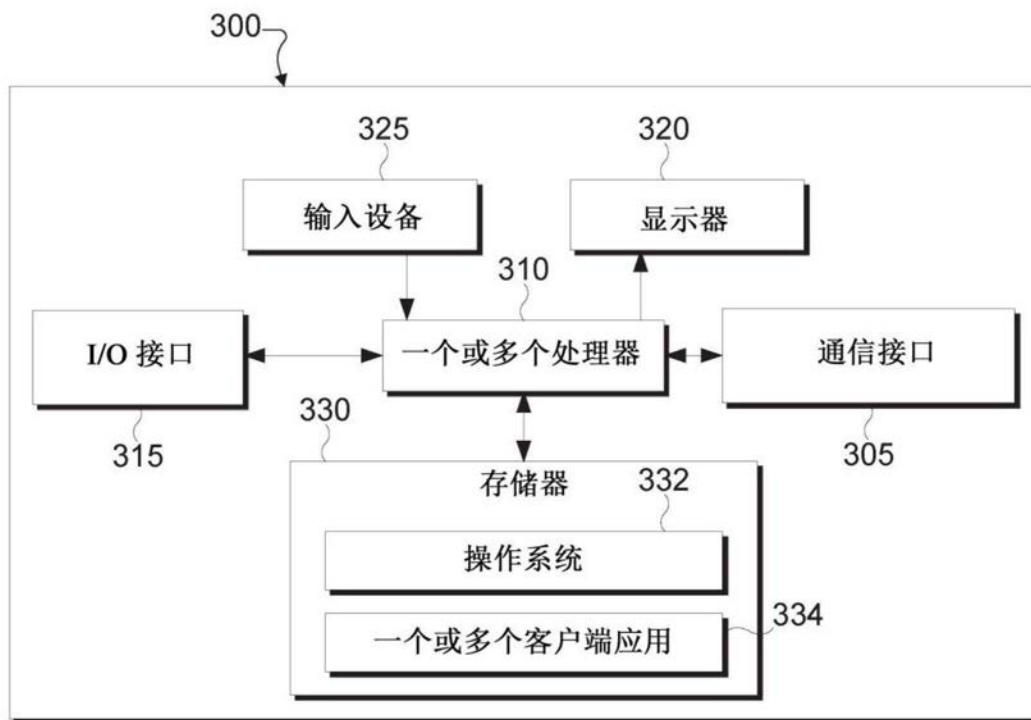 300
325
320
输入设备
显示器
310
I/O 接口
一个或多个处理器
通信接口
315
330
305
存储器
332
操作系统
一个或多个客户端应用
334